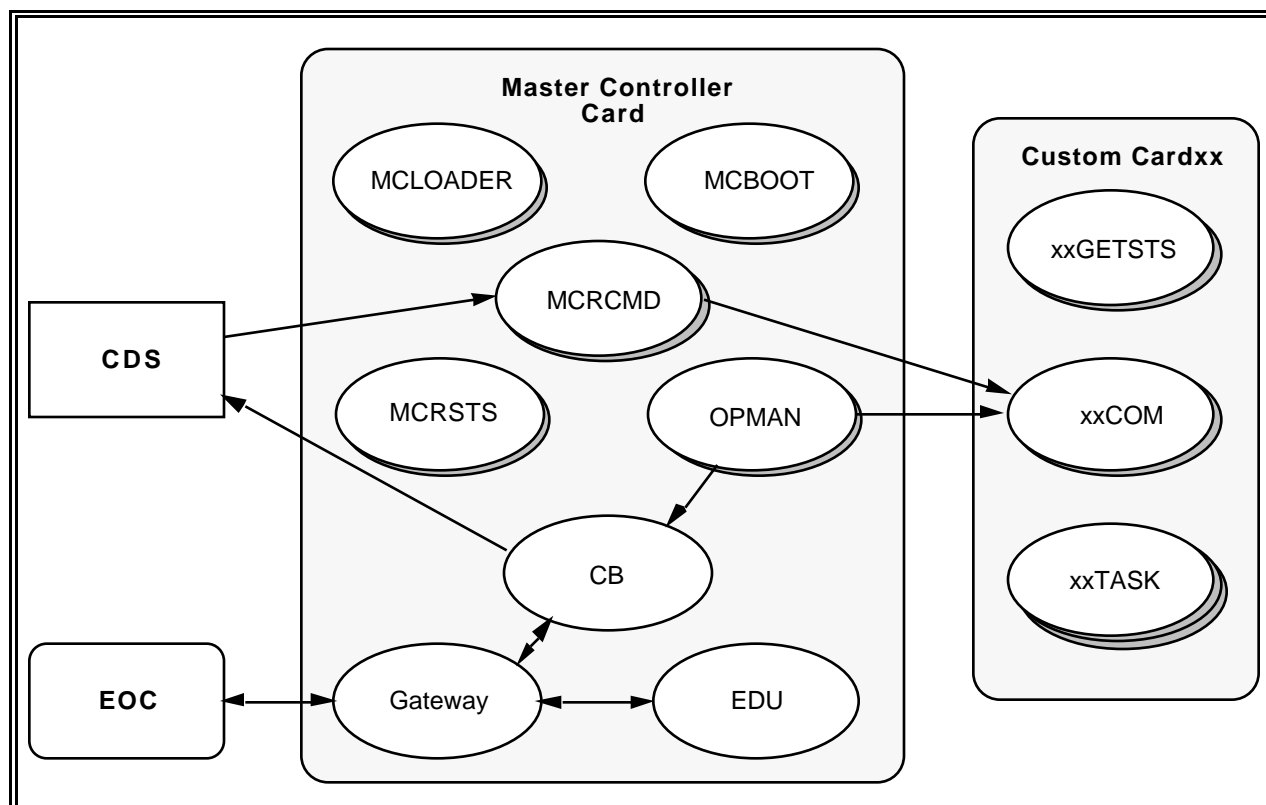 Master Controller
Card
Custom Cardxx
MCLOADER
MCBOOT
xxGETSTS
MCRCMD
CDS
MCRSTS
OPMAN
xxCOM
CB
xxTASK
EOC
Gateway
EDU